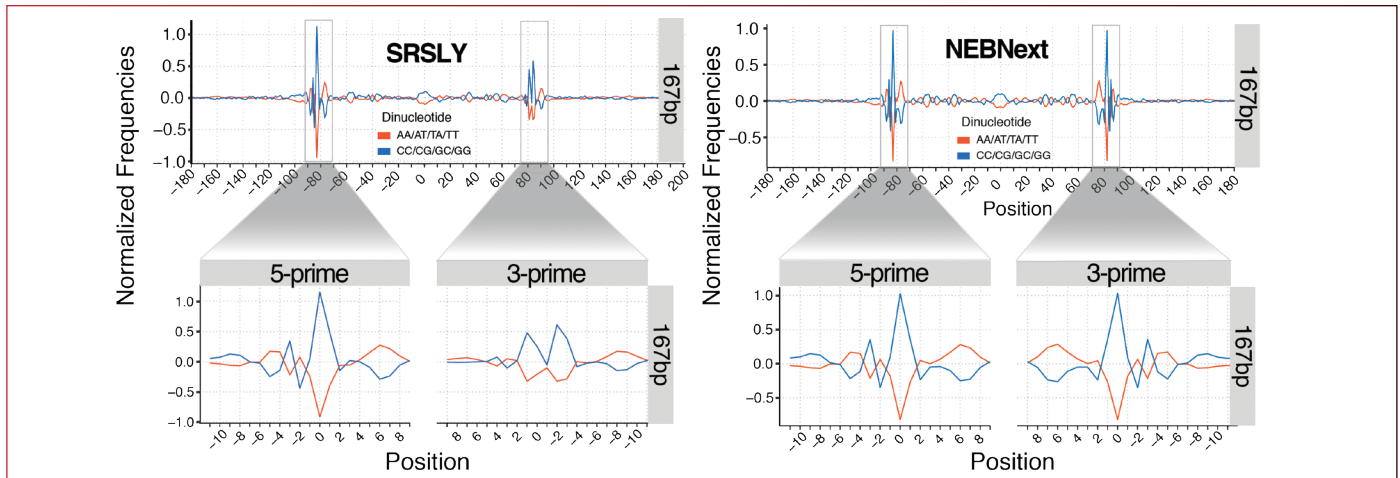 SRSLY
Normalized Frequencies
1.0
0.5
0.0
−0.5
−1.0
Dinucleotide
AA/AT/TA/TT
CC/CG/GC/GG
167bp
−180 −160 −140 −120 −100 −80 −60 −40 −20 0 20 40 60 80 100 120 140 160 180 200
5-prime
3-prime
1.0
0.5
0.0
−0.5
−1.0
167bp
−10 −8 −6 −4 −2 0 2 4 6 8
8 6 4 2 0 −2 −4 −6 −8 −10
Position
NEBNext
Normalized Frequencies
1.0
0.5
0.0
−0.5
Dinucleotide
AA/AT/TA/TT
CC/CG/GC/GG
167bp
−180 −160 −140 −120 −100 −80 −60 −40 −20 0 20 40 60 80 100 120 140 160 180
Position
5-prime
3-prime
1.0
0.5
0.0
−0.5
167bp
−10 −8 −6 −4 −2 0 2 4 6 8
8 6 4 2 0 −2 −4 −6 −8 −10
Position